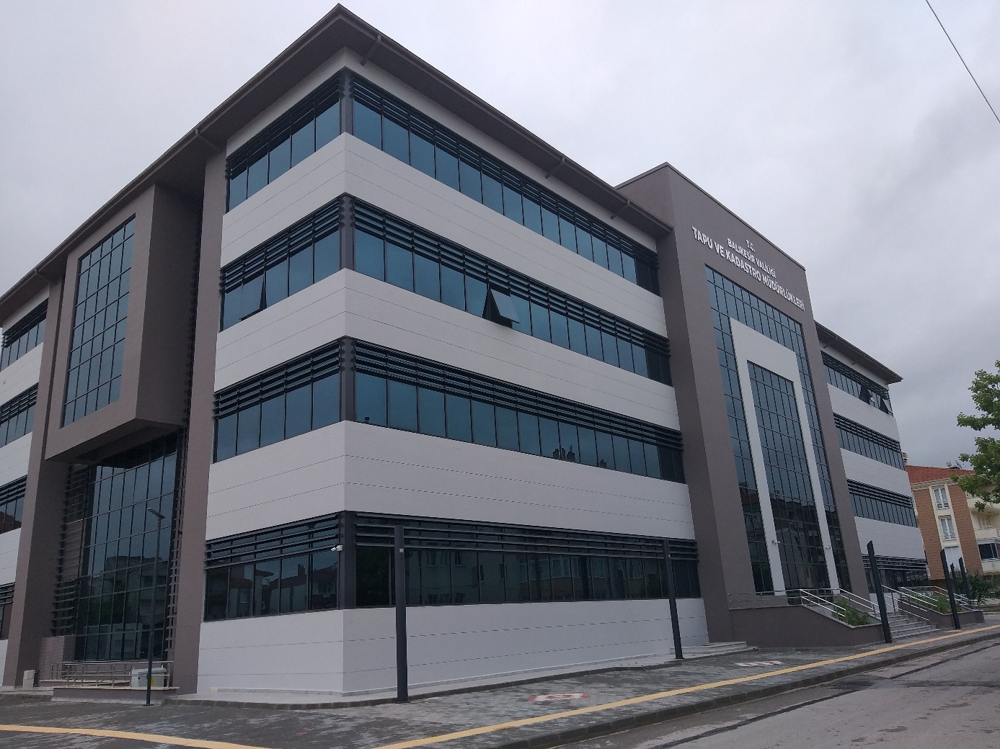 T.C.
BALIKESİR VALİLİĞİ
TAPU VE KADASTRO MÜDÜRLÜKLERİ